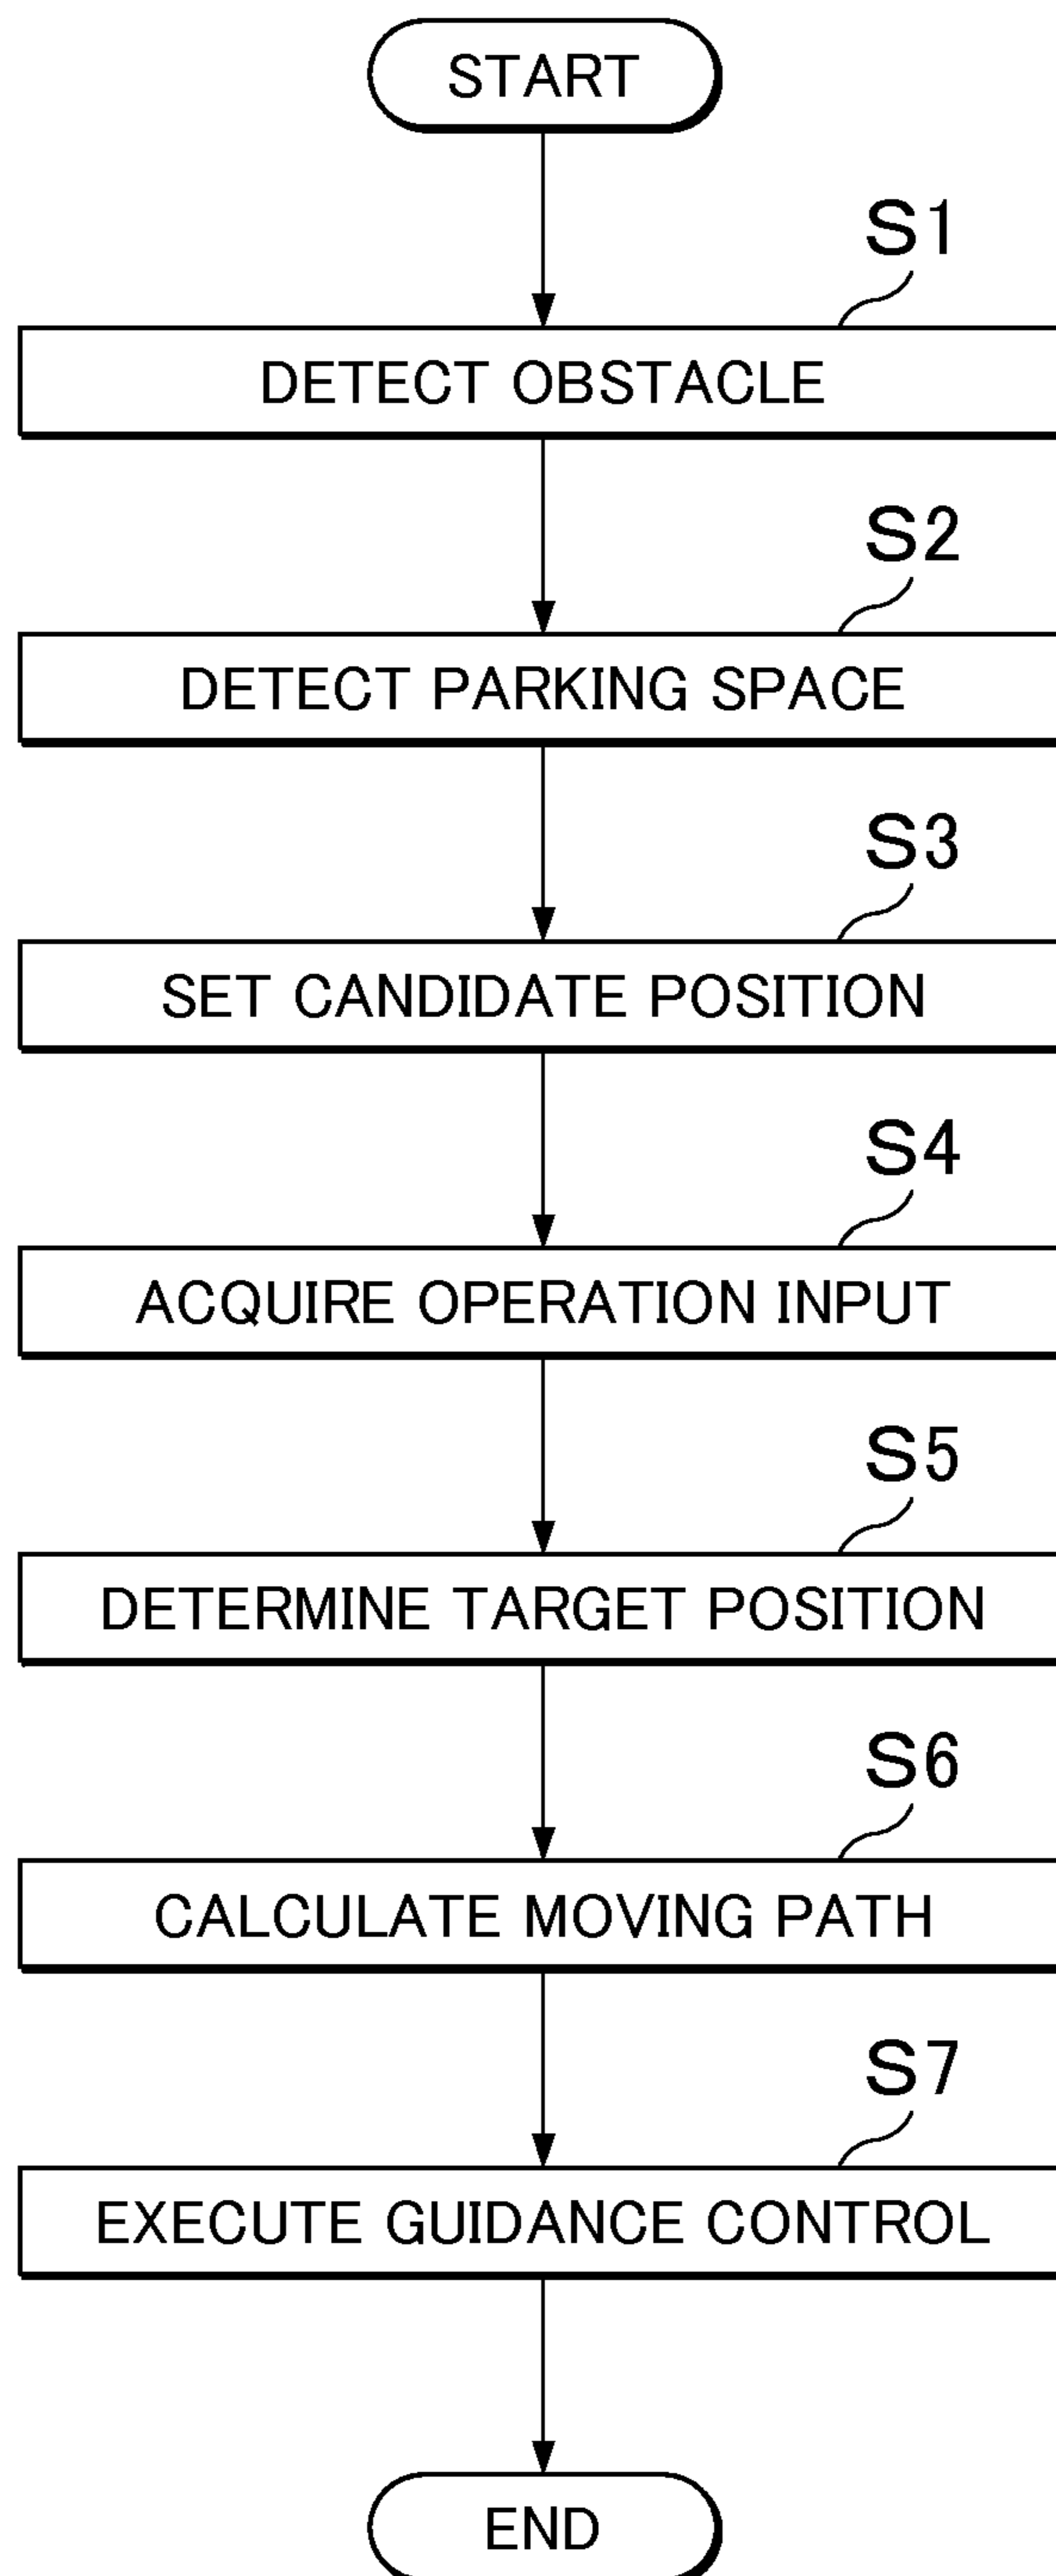 START
S1
DETECT OBSTACLE
S2
DETECT PARKING SPACE
S3
SET CANDIDATE POSITION
S4
ACQUIRE OPERATION INPUT
S5
DETERMINE TARGET POSITION
S6
CALCULATE MOVING PATH
S7
EXECUTE GUIDANCE CONTROL
END